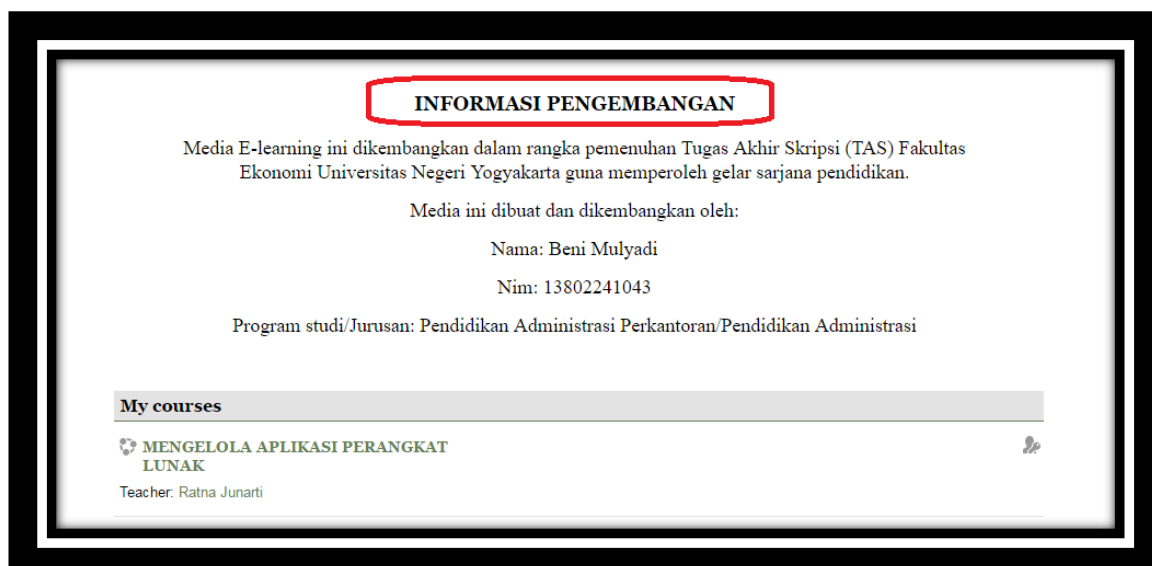 INFORMASI PENGEMBANGAN
Media E-learning ini dikembangkan dalam rangka pemenuhan Tugas Akhir Skripsi (TAS) Fakultas
Ekonomi Universitas Negeri Yogyakarta guna memperoleh gelar sarjana pendidikan.
Media ini dibuat dan dikembangkan oleh:
Nama: Beni Mulyadi
Nim: 13802241043
Program studi/Jurusan: Pendidikan Administrasi Perkantoran/Pendidikan Administrasi
My courses
MENGELOLA APLIKASI PERANGKAT
LUNAK
Teacher: Ratna Junarti